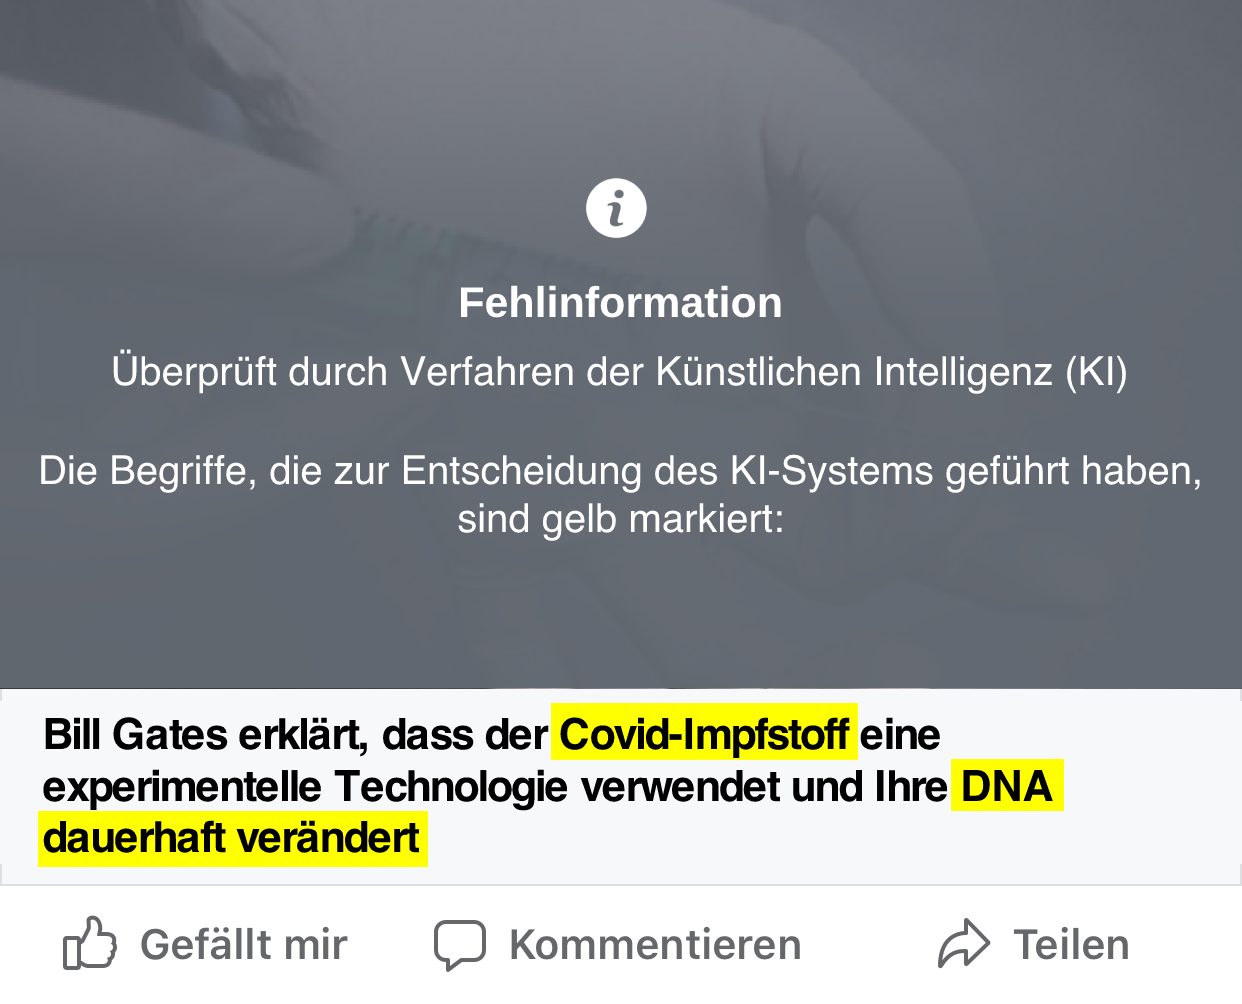 Fehlinformation
Überprüft durch Verfahren der Künstlichen Intelligenz (KI)
Die Begriffe, die zur Entscheidung des KI-Systems geführt haben,
sind gelb markiert:
Bill Gates erklärt, dass der Covid-Impfstoff eine
experimentelle Technologie verwendet und Ihre DNA
dauerhaft verändert
Gefällt mir Kommentieren Teilen